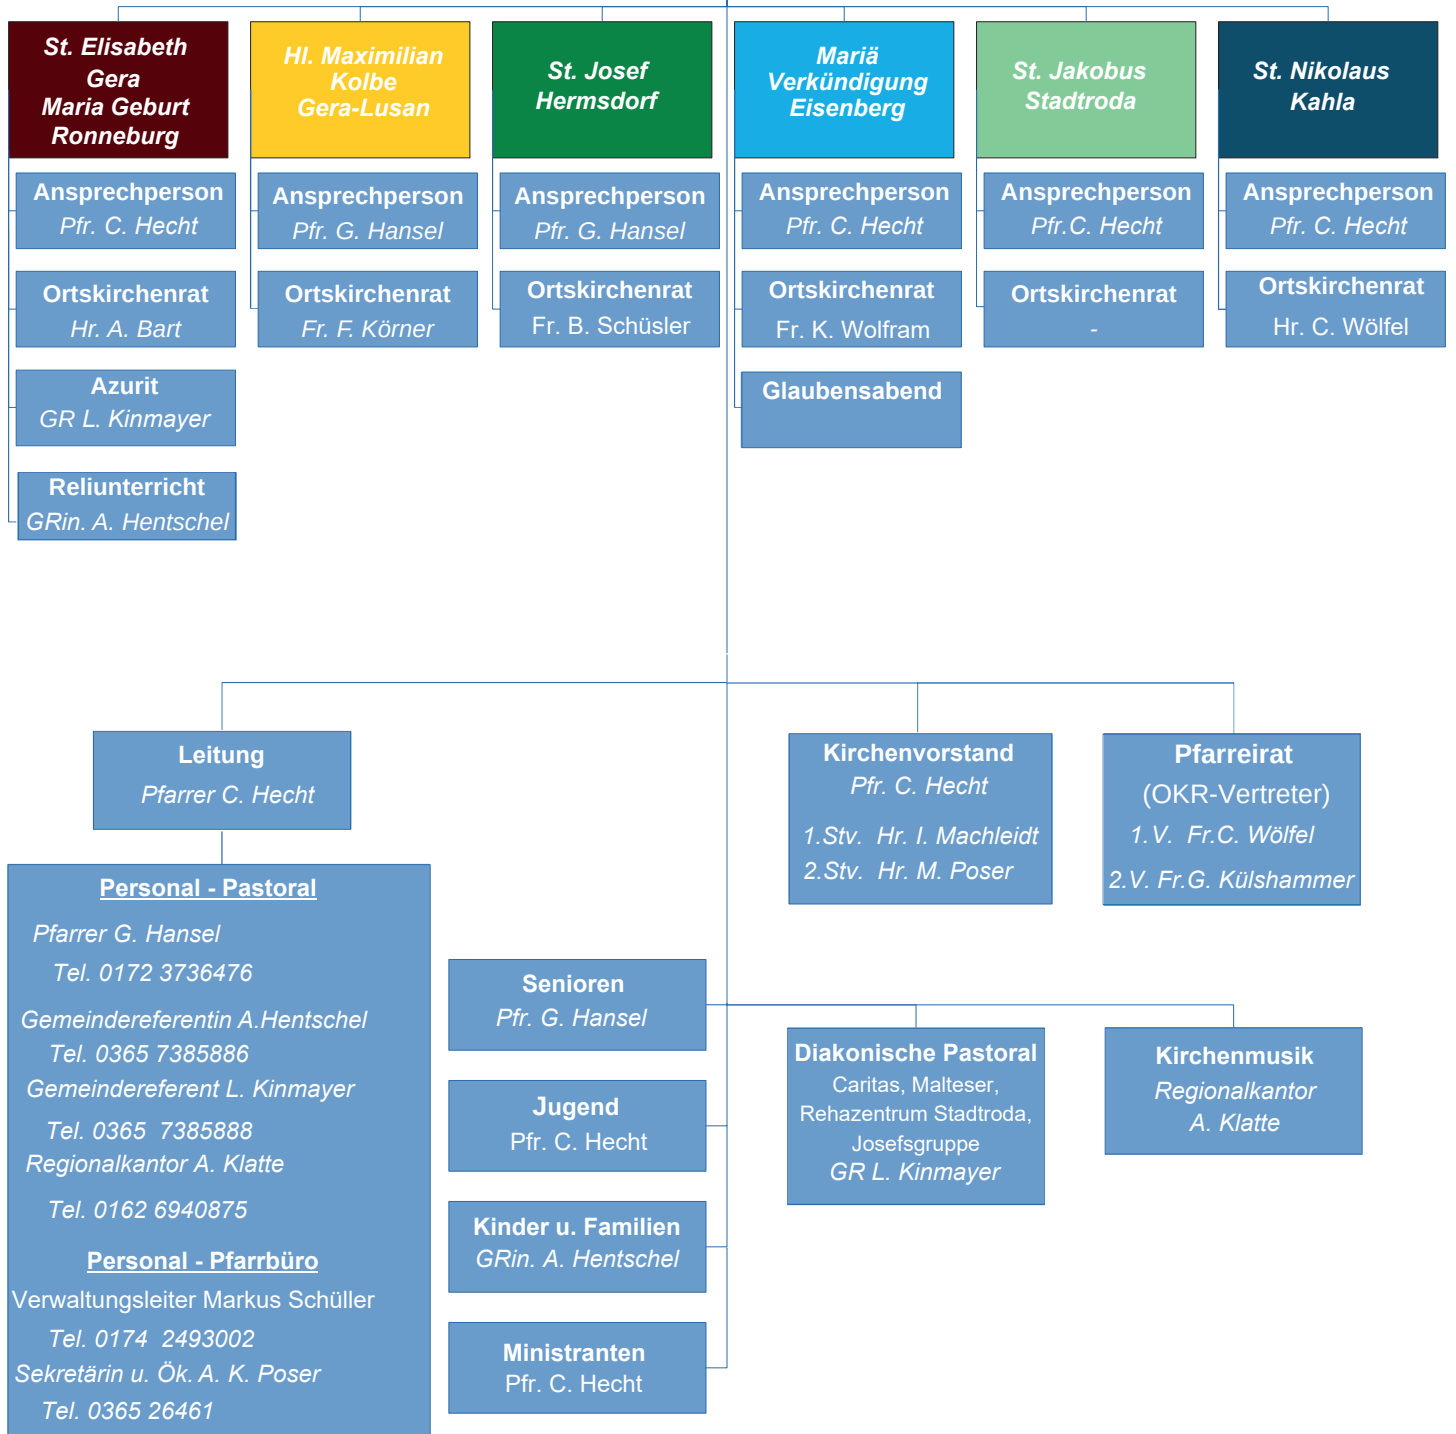 St. Elisabeth
Gera
Maria Geburt
Ronneburg
Hl. Maximilian
Kolbe
Gera-Lusan
St. Josef
Hermsdorf
Mariä
Verkündigung
Eisenberg
St. Jakobus
Stadtroda
St. Nikolaus
Kahla
Ansprechperson
Pfr. C. Hecht
Ansprechperson
Pfr. G. Hansel
Ansprechperson
Pfr. G. Hansel
Ansprechperson
Pfr. C. Hecht
Ansprechperson
Pfr.C. Hecht
Ansprechperson
Pfr. C. Hecht
Ortskirchenrat
Hr. A. Bart
Ortskirchenrat
Fr. F. Körner
Ortskirchenrat
Fr. B. Schüsler
Ortskirchenrat
Fr. K. Wolfram
Ortskirchenrat
-
Ortskirchenrat
Hr. C. Wölfel
Azurit
GR L. Kinmayer
Glaubensabend
Reliunterricht
GRin. A. Hentschel
Leitung
Pfarrer C. Hecht
Kirchenvorstand
Pfr. C. Hecht
1.Stv. Hr. I. Machleidt
2.Stv. Hr. M. Poser
Pfarreirat
(OKR-Vertreter)
1.V. Fr.C. Wölfel
2.V. Fr.G. Külshammer
Personal - Pastoral
Pfarrer G. Hansel
Tel. 0172 3736476
Gemeindereferentin A.Hentschel
Tel. 0365 7385886
Gemeindereferent L. Kinmayer
Tel. 0365 7385888
Regionalkantor A. Klatte
Tel. 0162 6940875
Personal - Pfarrbüro
Verwaltungsleiter Markus Schüller
Tel. 0174 2493002
Sekretärin u. Ök. A. K. Poser
Tel. 0365 26461
Senioren
Pfr. G. Hansel
Jugend
Pfr. C. Hecht
Kinder u. Familien
GRin. A. Hentschel
Ministranten
Pfr. C. Hecht
Diakonische Pastoral
Caritas, Malteser,
Rehazentrum Stadtroda,
Josefsgruppe
GR L. Kinmayer
Kirchenmusik
Regionalkantor
A. Klatte